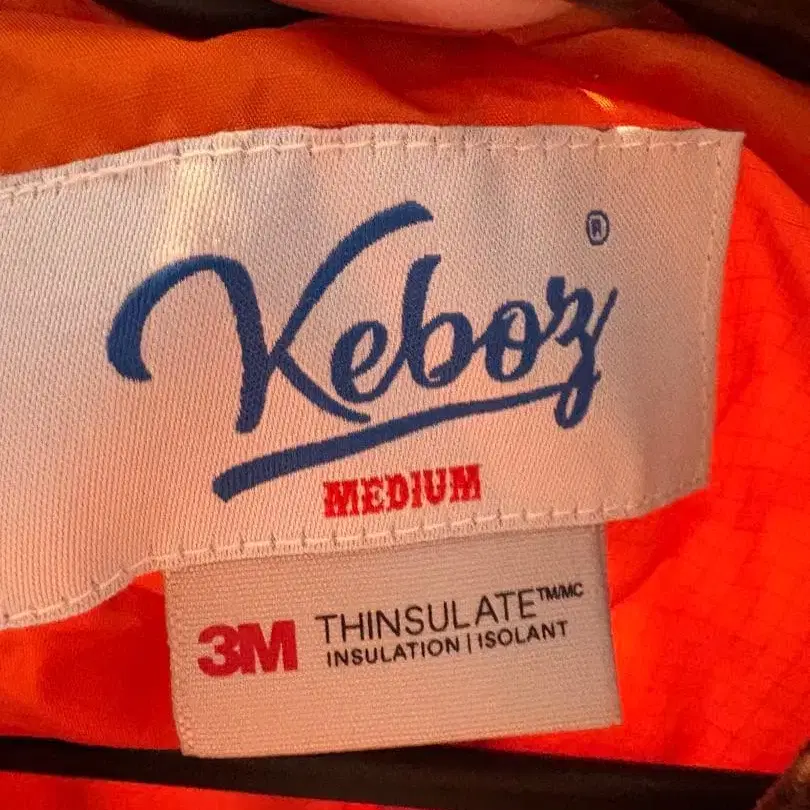 Keboz®
MEDIUM
3M THINSULATE™/MC
INSULATION | ISOLANT